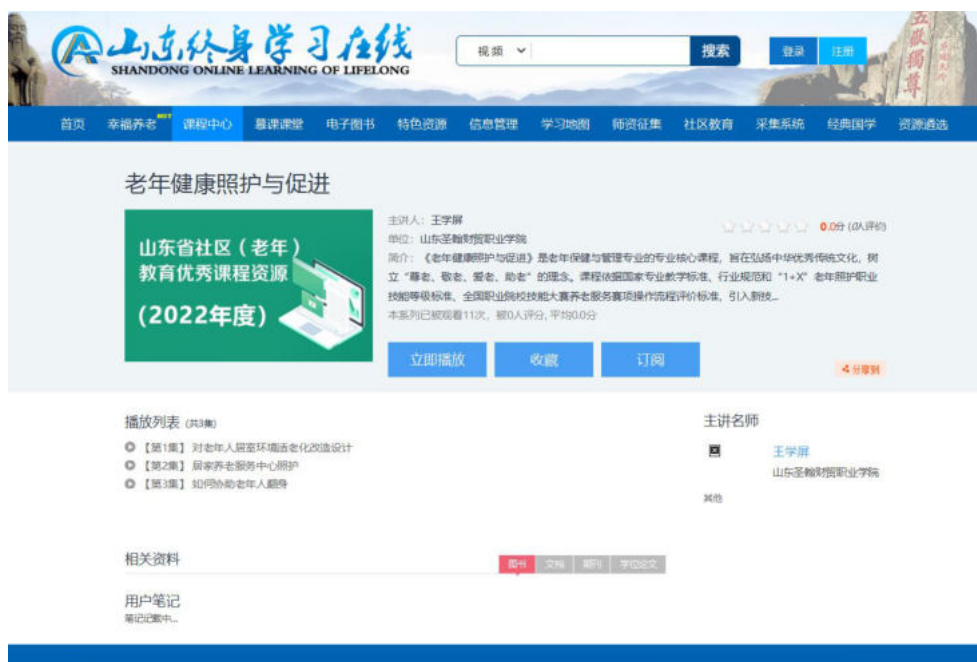 山东终身学习在线
SHANDONG ONLINE LEARNING OF LIFELONG
视频
搜索
登录
注册
五嶽獨尊
首页 幸福养老 HOT 课程中心 慕课课堂 电子图书 特色资源 信息管理 学习地图 师资征集 社区教育 采集系统 经典国学 资源遴选
老年健康照护与促进
山东省社区(老年)
教育优秀课程资源
(2022年度)
主讲人:王学屏
单位:山东圣翰财贸职业学院
简介:《老年健康照护与促进》是老年保健与管理专业的专业核心课程,旨在弘扬中华优秀传统文化,树
立“尊老、敬老、爱老、助老”的理念。课程依据国家专业教学标准、行业规范和“1+X”老年照护职业
技能等级标准、全国职业院校技能大赛养老服务赛项操作流程评价标准,引入新技...
本系列已被观看11次,被0人评分,平均0.0分
0.0分 (0人评价)
立即播放
收藏
订阅
分享到
播放列表 (共3集)
【第1集】对老年人居室环境适老化改造设计
【第2集】居家养老服务中心照护
【第3集】如何协助老年人翻身
主讲名师
王学屏
山东圣翰财贸职业学院
其他
相关资料
图书 文档 期刊 学位论文
用户笔记
笔记记载中...